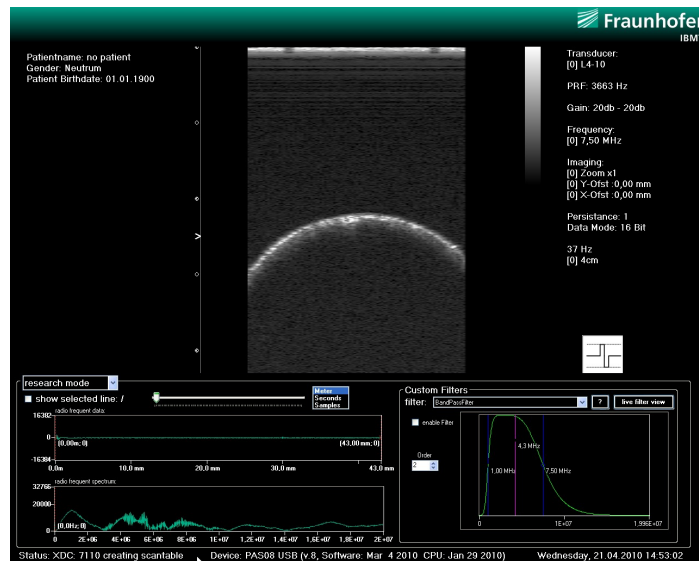 Fraunhofer
IBMT
Patientname: no patient
Gender: Neutrum
Patient Birthdate: 01.01.1900
Transducer:
[0] L4-10
PRF: 3663 Hz
Gain: 20db - 20db
Frequency:
[0] 7,50 MHz
Imaging:
[0] Zoom x1
[0] Y-Ofst :0,00 mm
[0] X-Ofst :0,00 mm
Persistance: 1
Data Mode: 16 Bit
37 Hz
[0] 4cm
research mode
show selected line: /
Meter
Seconds
Samples
radio frequent data:
16382
0
-16384
(0,00m; 0)
(43,00 mm; 0)
0,0m 10,0 mm 20,0 mm 30,0 mm 43,0 mm
radio frequent spectrum:
32766
20000
0
(0,0Hz; 0)
0 2E+06 4E+06 6E+06 8E+06 1E+07 1,2E+07 1,4E+07 1,6E+07 1,8E+07 2E+07
Custom Filters
filter: BandPassFilter ? live filter view
enable Filter
Order
2
4,3 MHz
1,00 MHz
7,50 MHz
0 1E+07 1,996E+07
Status: XDC: 7110 creating scantable Device: PAS08 USB (v.8, Software: Mar 4 2010 CPU: Jan 29 2010) Wednesday, 21.04.2010 14:53:02